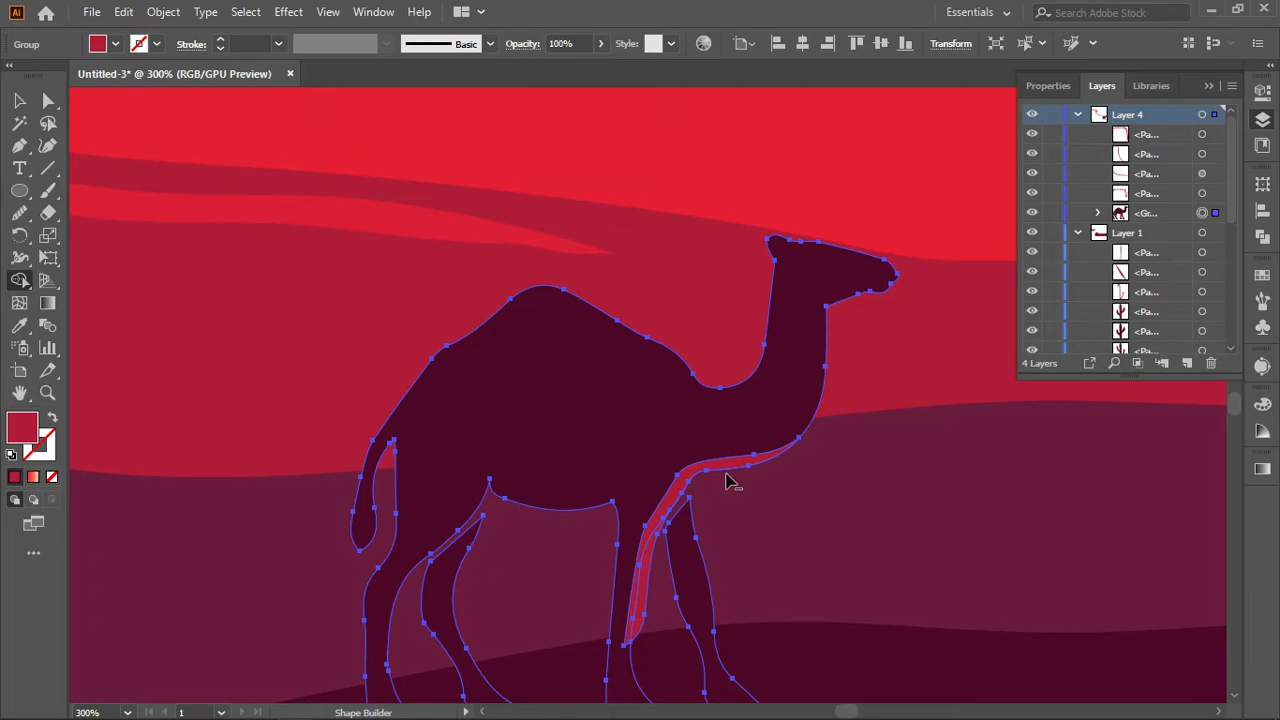 Ai File Edit Object Type Select Effect View Window Help Essentials Search Adobe Stock
Group Stroke: Basic Opacity: 100% Style: Transform
Untitled-3* @ 300% (RGB/GPU Preview)
Properties Layers Libraries
Layer 4
<Pa...
<Pa...
<Pa...
<Pa...
<Gr...
Layer 1
<Pa...
<Pa...
<Pa...
<Pa...
<Pa...
<Pa...
4 Layers
300% 1 Shape Builder